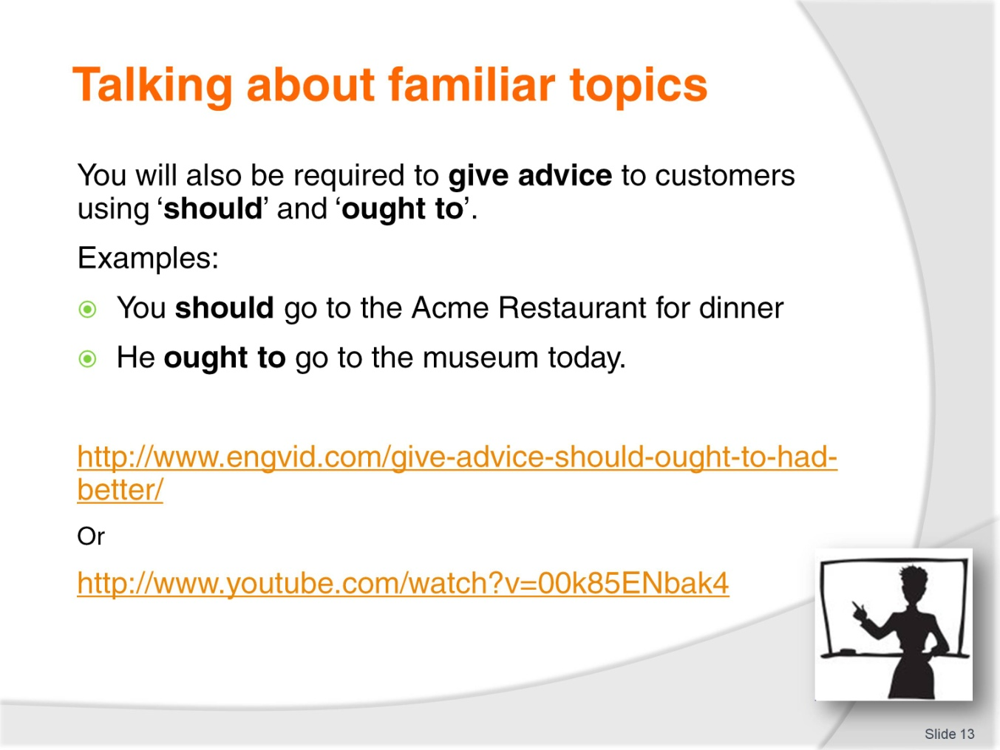 Talking about familiar topics
You will also be required to give advice to customers
using ‘should’ and ‘ought to’.
Examples:
You should go to the Acme Restaurant for dinner
He ought to go to the museum today.
http://www.engvid.com/give-advice-should-ought-to-had-
better/
Or
http://www.youtube.com/watch?v=00k85ENbak4
Slide 13